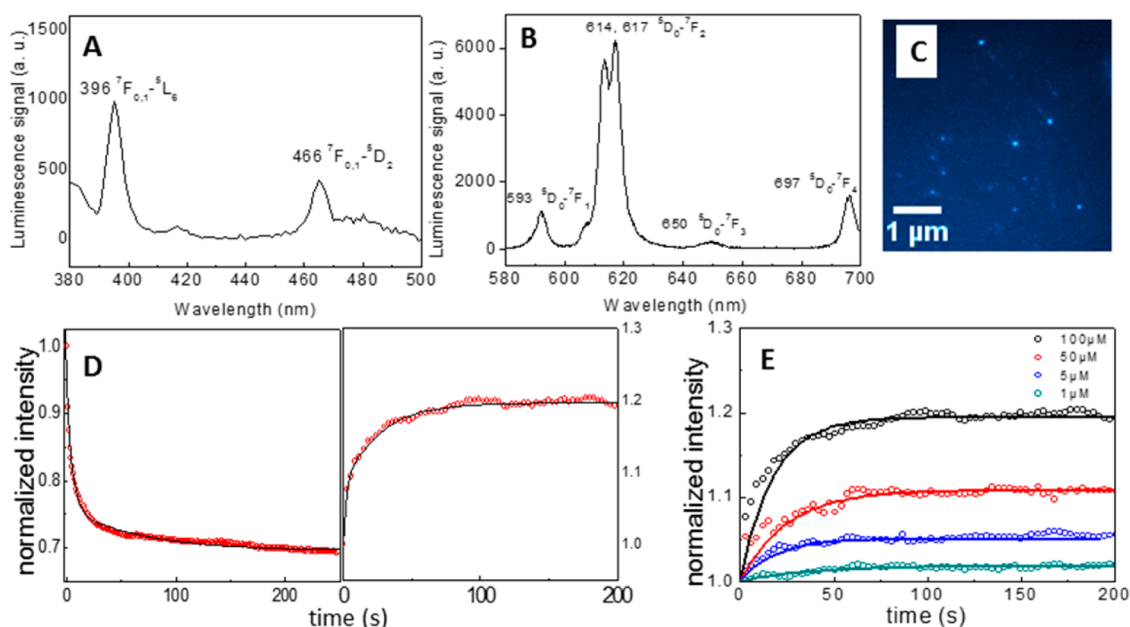 A
1500
1000
500
0
380 400 420 440 460 480 500
Luminescence signal (a. u.)
Wavelength (nm)
396 ⁷F₀,₁-⁵L₆
466 ⁷F₀,₁-⁵D₂
B
6000
4000
2000
0
580 600 620 640 660 680 700
Luminescence signal (a. u.)
Wavelength (nm)
614, 617 ⁵D₀-⁷F₂
593 ⁵D₀-⁷F₁
650 ⁵D₀-⁷F₃
697 ⁵D₀-⁷F₄
C
1 µm
D
1.0
0.9
0.8
0.7
normalized intensity
0 100 200
0 100 200
time (s)
1.3
1.2
1.1
1.0
E
1.3
1.2
1.1
1.0
normalized intensity
0 50 100 150 200
time (s)
100µM
50µM
5µM
1µM